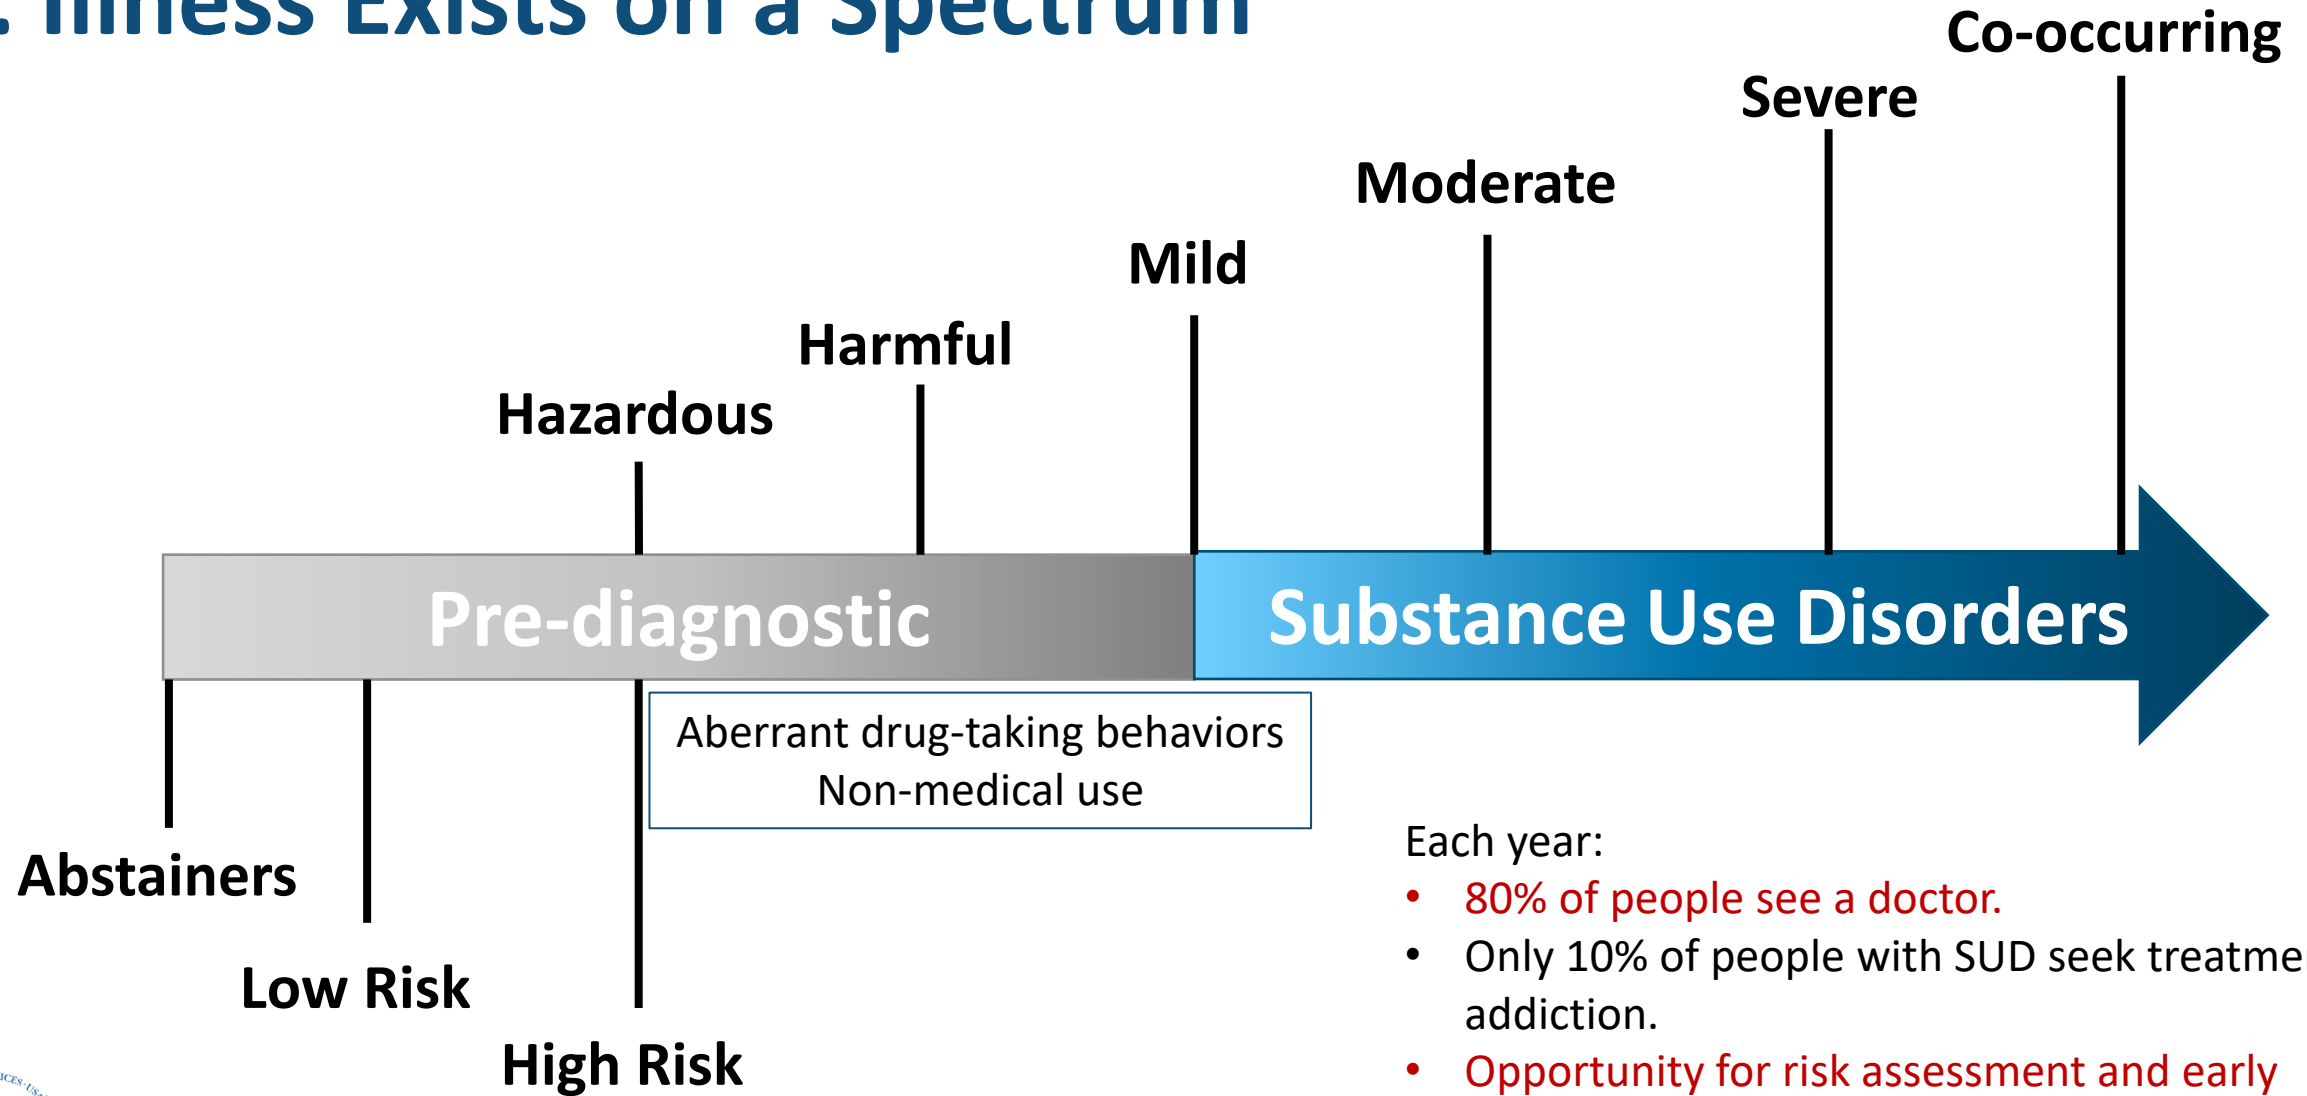 . Illness Exists on a Spectrum
Co-occurring
Severe
Moderate
Mild
Harmful
Hazardous
Pre-diagnostic
Substance Use Disorders
Aberrant drug-taking behaviors
Non-medical use
Abstainers
Low Risk
High Risk
Each year:
• 80% of people see a doctor.
• Only 10% of people with SUD seek treatme
addiction.
• Opportunity for risk assessment and early